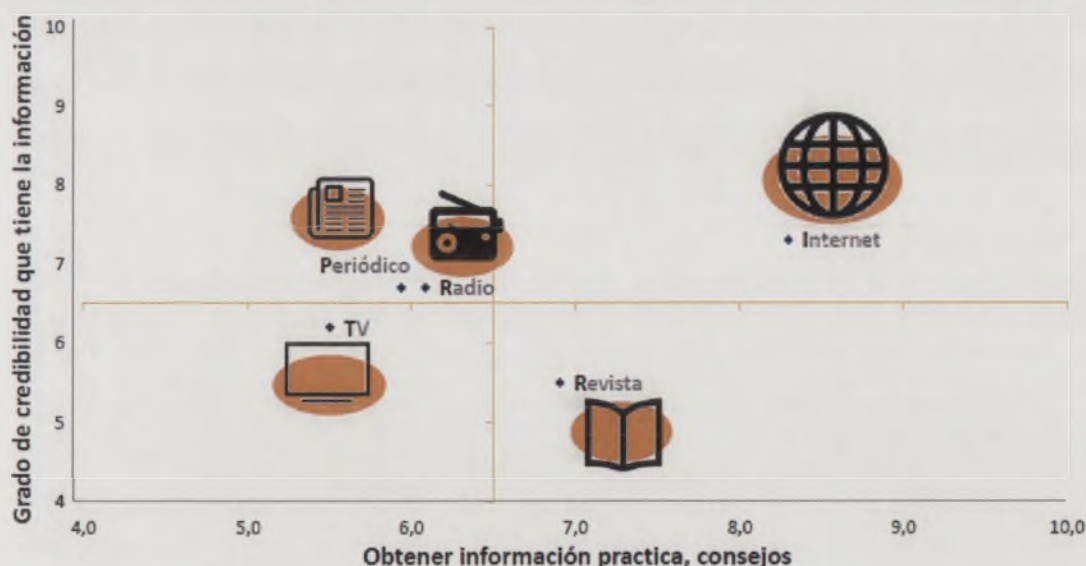 Grado de credibilidad que tiene la información
10
9
8
7
6
5
4
Periódico
Radio
Internet
TV
Revista
4,0
5,0
6,0
7,0
8,0
9,0
10,0
Obtener información practica, consejos